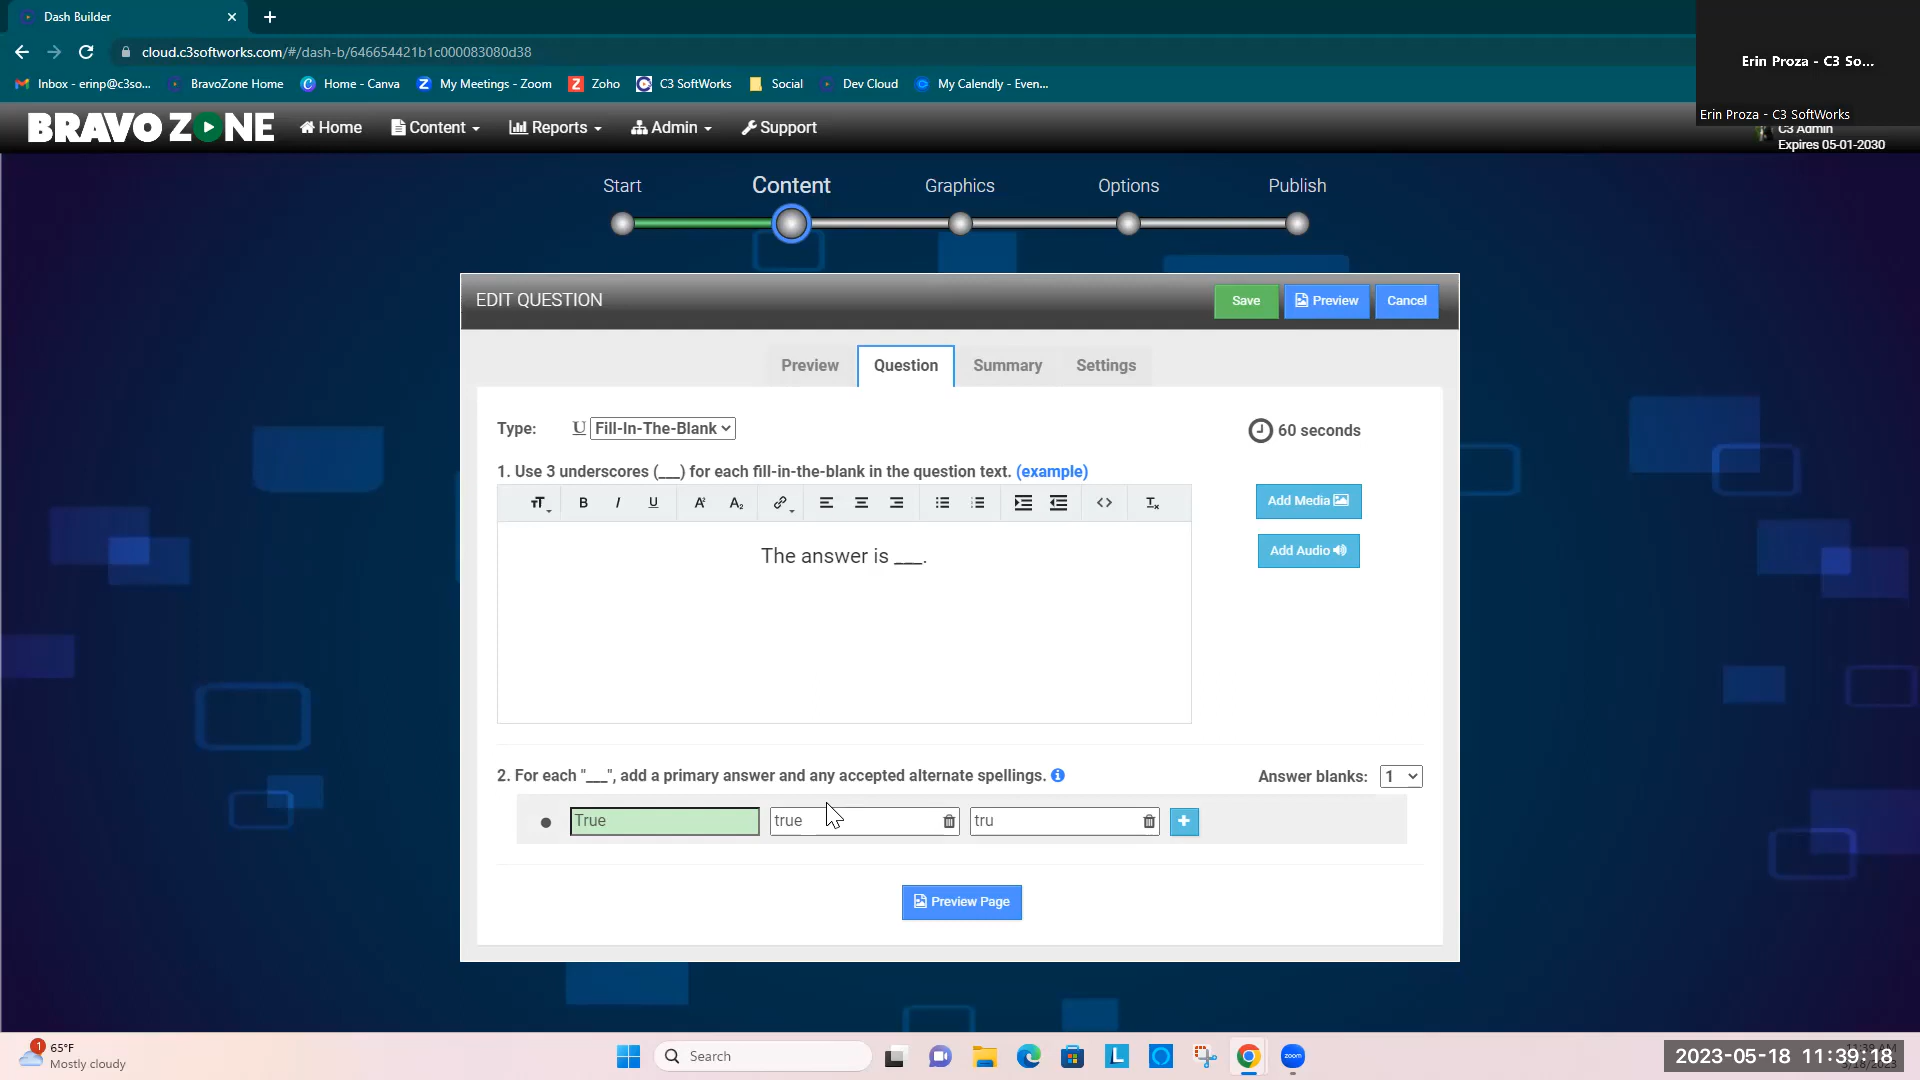 Dash Builder
cloud.c3softworks.com/#/dash-b/646654421b1c000083080d38
Inbox - erinp@c3so...
BravoZone Home
Home - Canva
My Meetings - Zoom
Zoho
C3 SoftWorks
Social
Dev Cloud
My Calendly - Even...
Erin Proza - C3 So...
Erin Proza - C3 SoftWorks
BRAVO ZONE
Home
Content
Reports
Admin
Support
C3 Admin
Expires 05-01-2030
Start
Content
Graphics
Options
Publish
EDIT QUESTION
Save
Preview
Cancel
Preview
Question
Summary
Settings
Type:
U
Fill-In-The-Blank
60 seconds
1. Use 3 underscores (___) for each fill-in-the-blank in the question text. (example)
Add Media
The answer is ___.
Add Audio
2. For each "___", add a primary answer and any accepted alternate spellings.
Answer blanks:
1
True
true
tru
Preview Page
1
65°F
Mostly cloudy
Search
L
zoom
2023-05-18 11:39:18